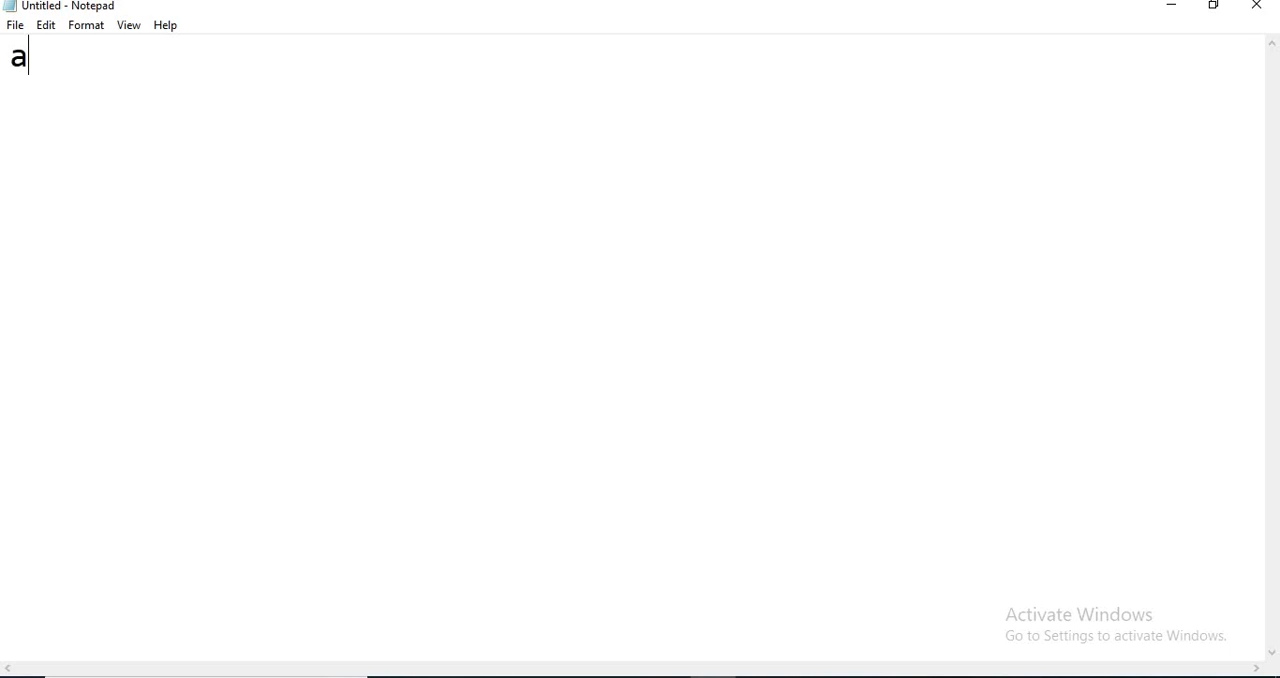 Untitled - Notepad
File Edit Format View Help
a
Activate Windows
Go to Settings to activate Windows.